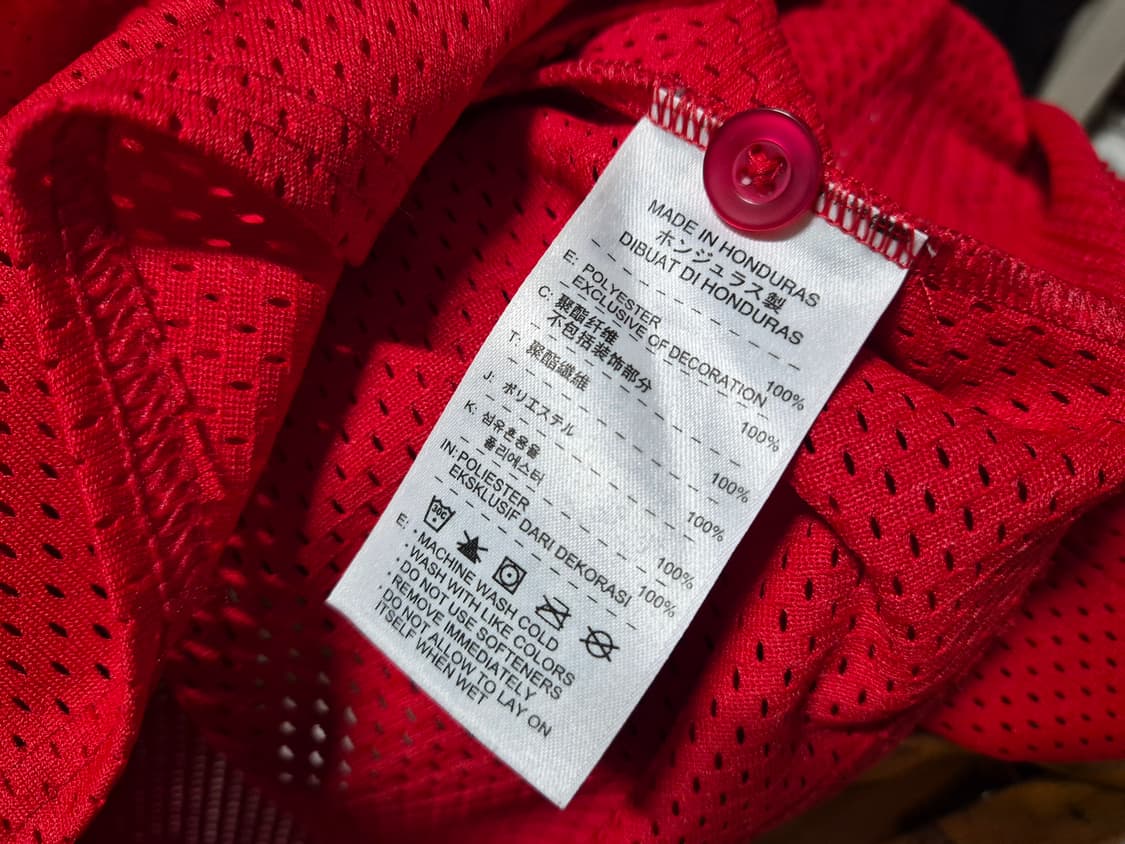 MADE IN HONDURAS
ホンジュラス製
DIBUAT DI HONDURAS
E: POLYESTER 100%
EXCLUSIVE OF DECORATION
C: 聚酯纤维 100%
不包括装饰部分
T: 聚酯纖維 100%
J: ポリエステル 100%
K: 섬유혼용율
폴리에스터 100%
IN: POLIESTER 100%
EKSKLUSIF DARI DEKORASI
30C
E: · MACHINE WASH COLD
· WASH WITH LIKE COLORS
· DO NOT USE SOFTENERS
· REMOVE IMMEDIATELY
· DO NOT ALLOW TO LAY ON
ITSELF WHEN WET